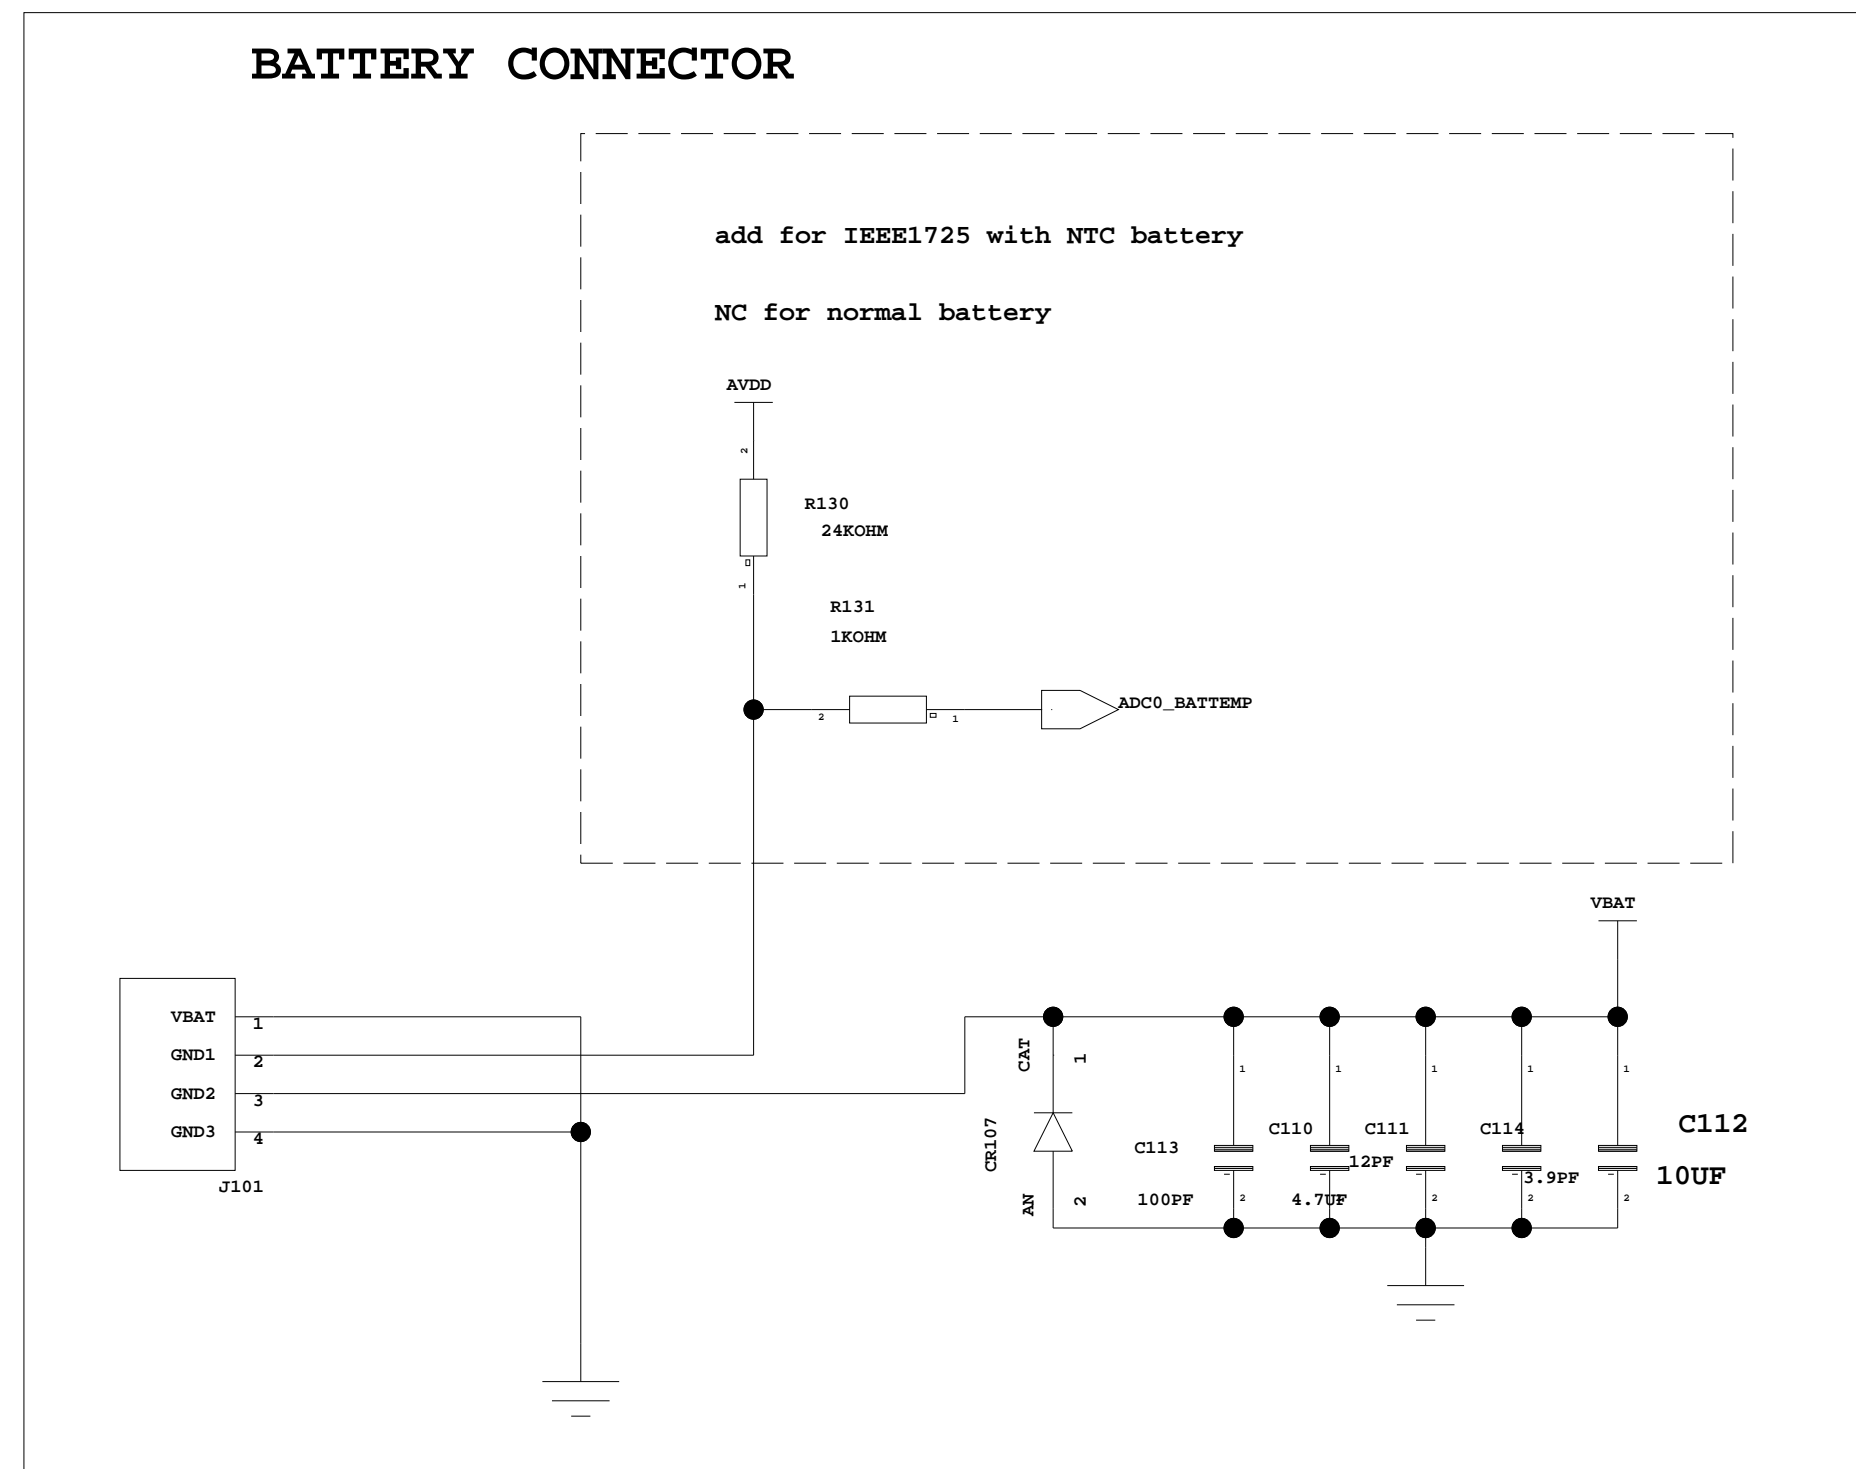 BATTERY CONNECTOR
add for IEEE1725 with NTC battery
NC for normal battery
AVDD
2
R130
24KOHM
1
R131
1KOHM
2
1
ADC0_BATTEMP
VBAT
VBAT
1
GND1
2
GND2
3
GND3
4
J101
CAT
1
CR107
AN
2
1
1
1
1
1
C113
100PF
2
C110
4.7UF
2
C111
12PF
2
C114
3.9PF
2
C112
10UF
2